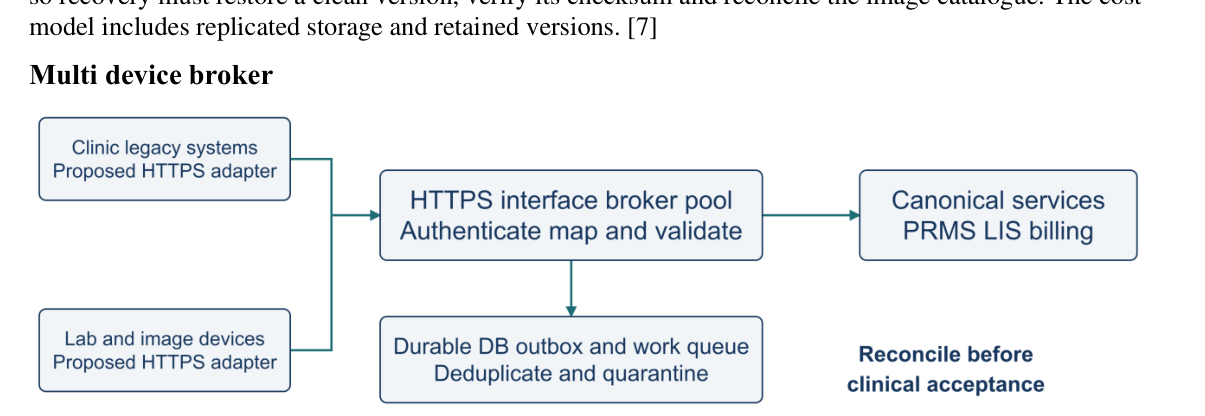 so recovery must restore a clean version, verify its checksum and reconcile the image catalogue. The cost
model includes replicated storage and retained versions. [7]
Multi device broker
Clinic legacy systems
Proposed HTTPS adapter
HTTPS interface broker pool
Authenticate map and validate
Canonical services
PRMS LIS billing
Lab and image devices
Proposed HTTPS adapter
Durable DB outbox and work queue
Deduplicate and quarantine
Reconcile before
clinical acceptance